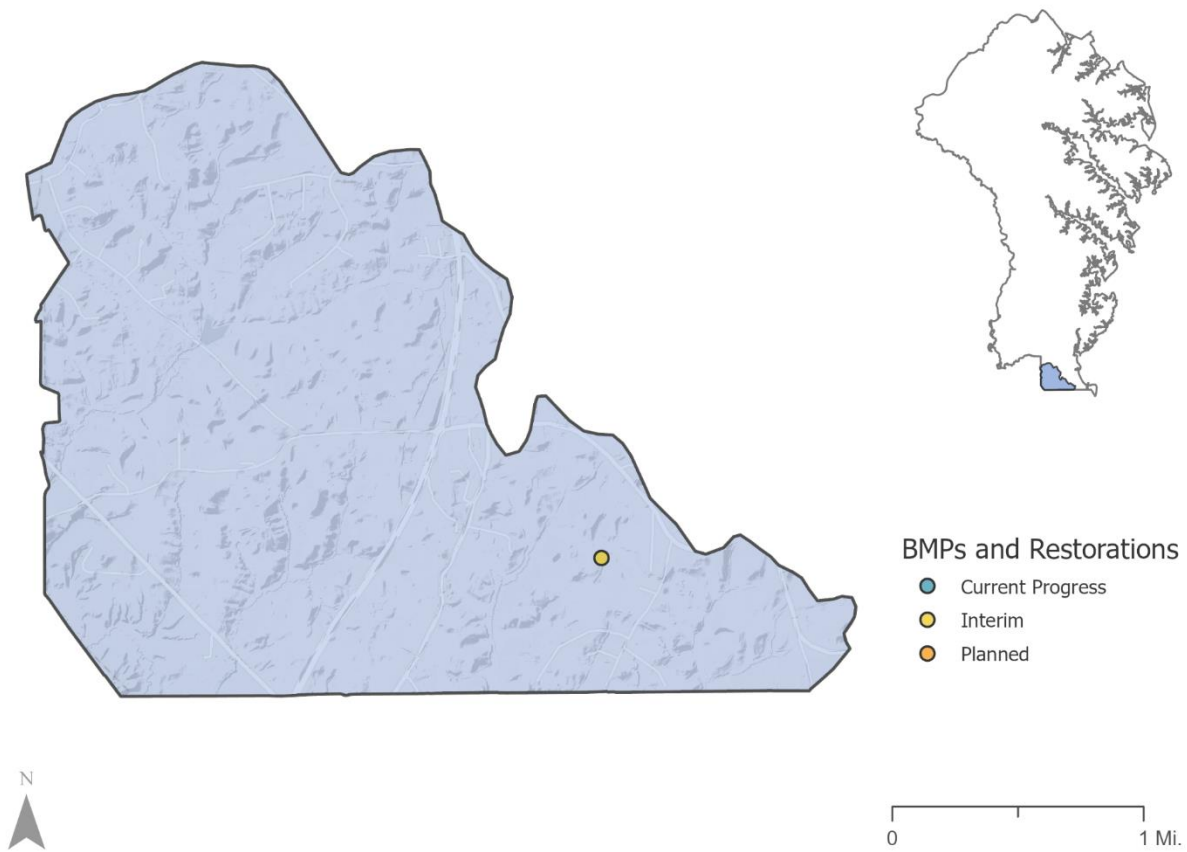 BMPs and Restorations
Current Progress
Interim
Planned
N
0
1 Mi.